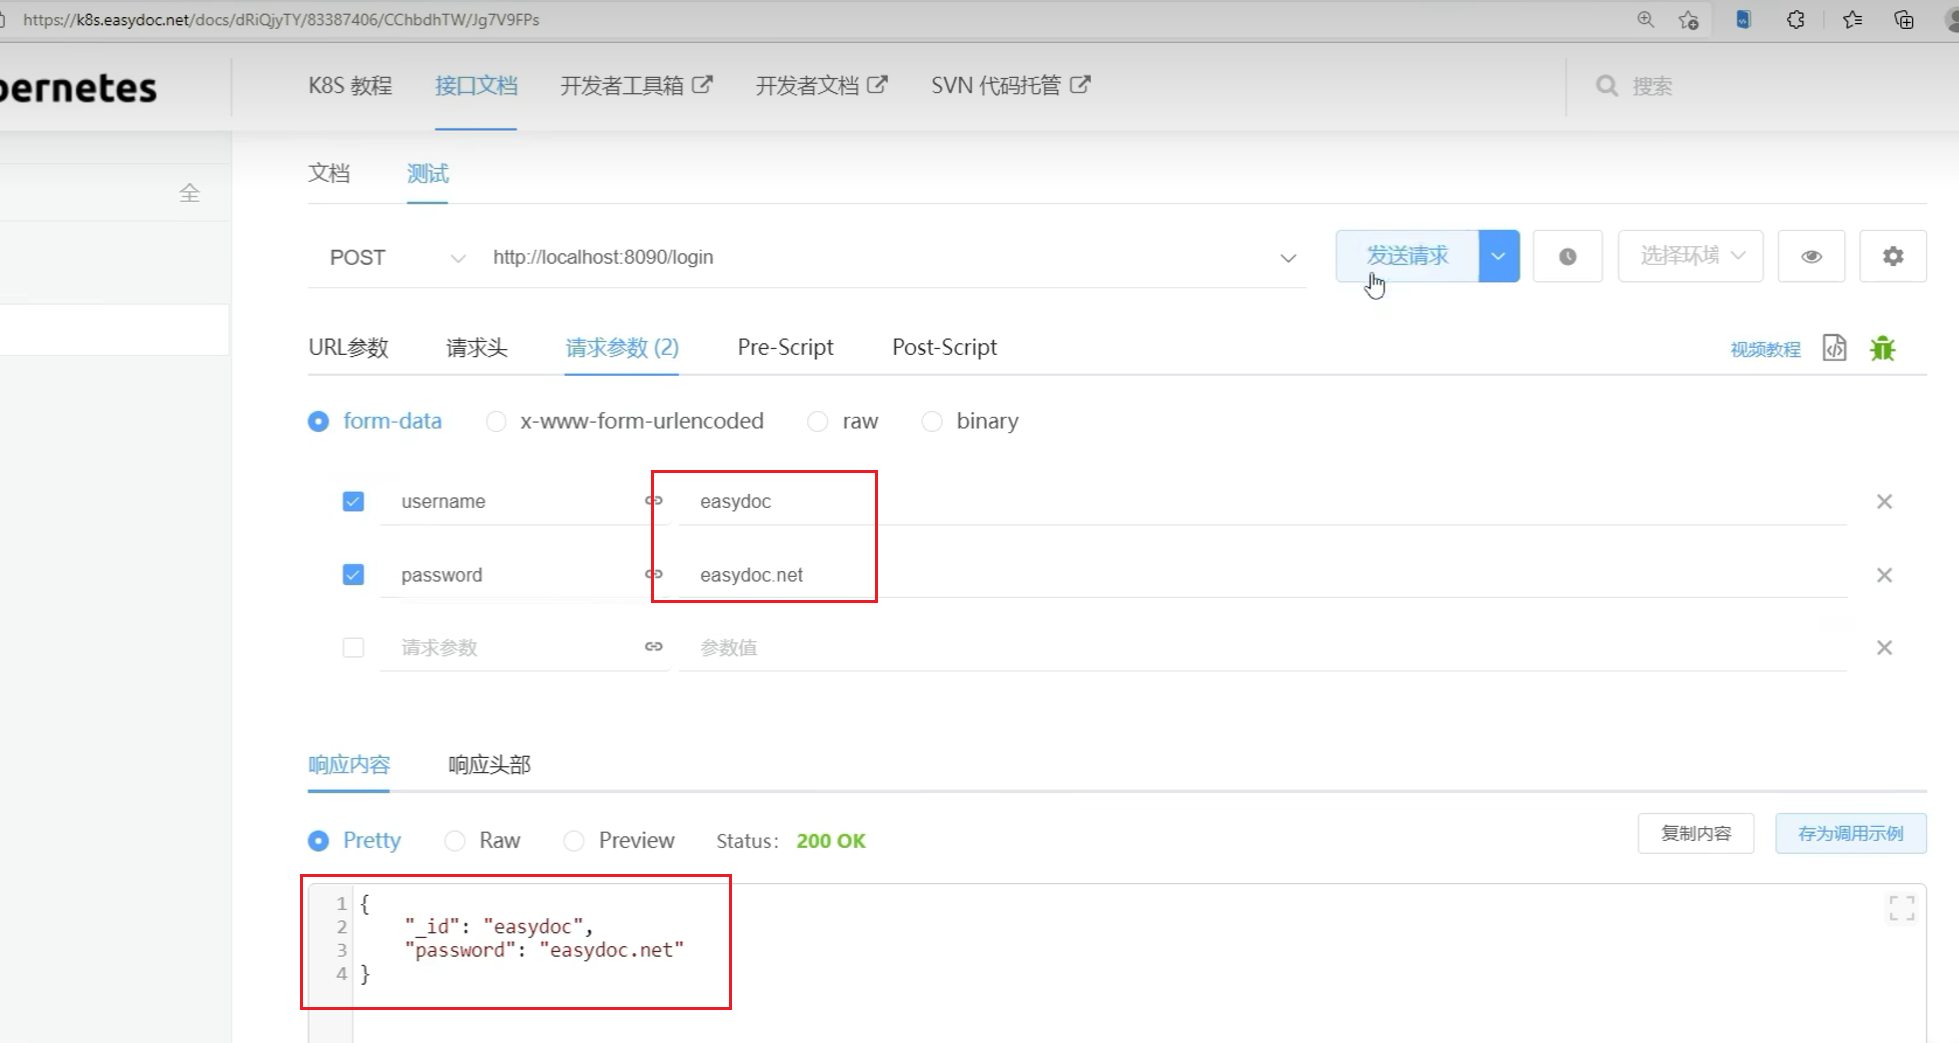 https://k8s.easydoc.net/docs/dRiQjyTY/83387406/CChbdhTW/Jg7V9FPs
bernetes
K8S 教程
接口文档
开发者工具箱
开发者文档
SVN 代码托管
搜索
全
文档
测试
POST
http://localhost:8090/login
发送请求
选择环境
URL参数
请求头
请求参数 (2)
Pre-Script
Post-Script
视频教程
form-data
x-www-form-urlencoded
raw
binary
username
easydoc
password
easydoc.net
请求参数
参数值
响应内容
响应头部
Pretty
Raw
Preview
Status: 200 OK
复制内容
存为调用示例
1 {
2 "_id": "easydoc",
3 "password": "easydoc.net"
4 }